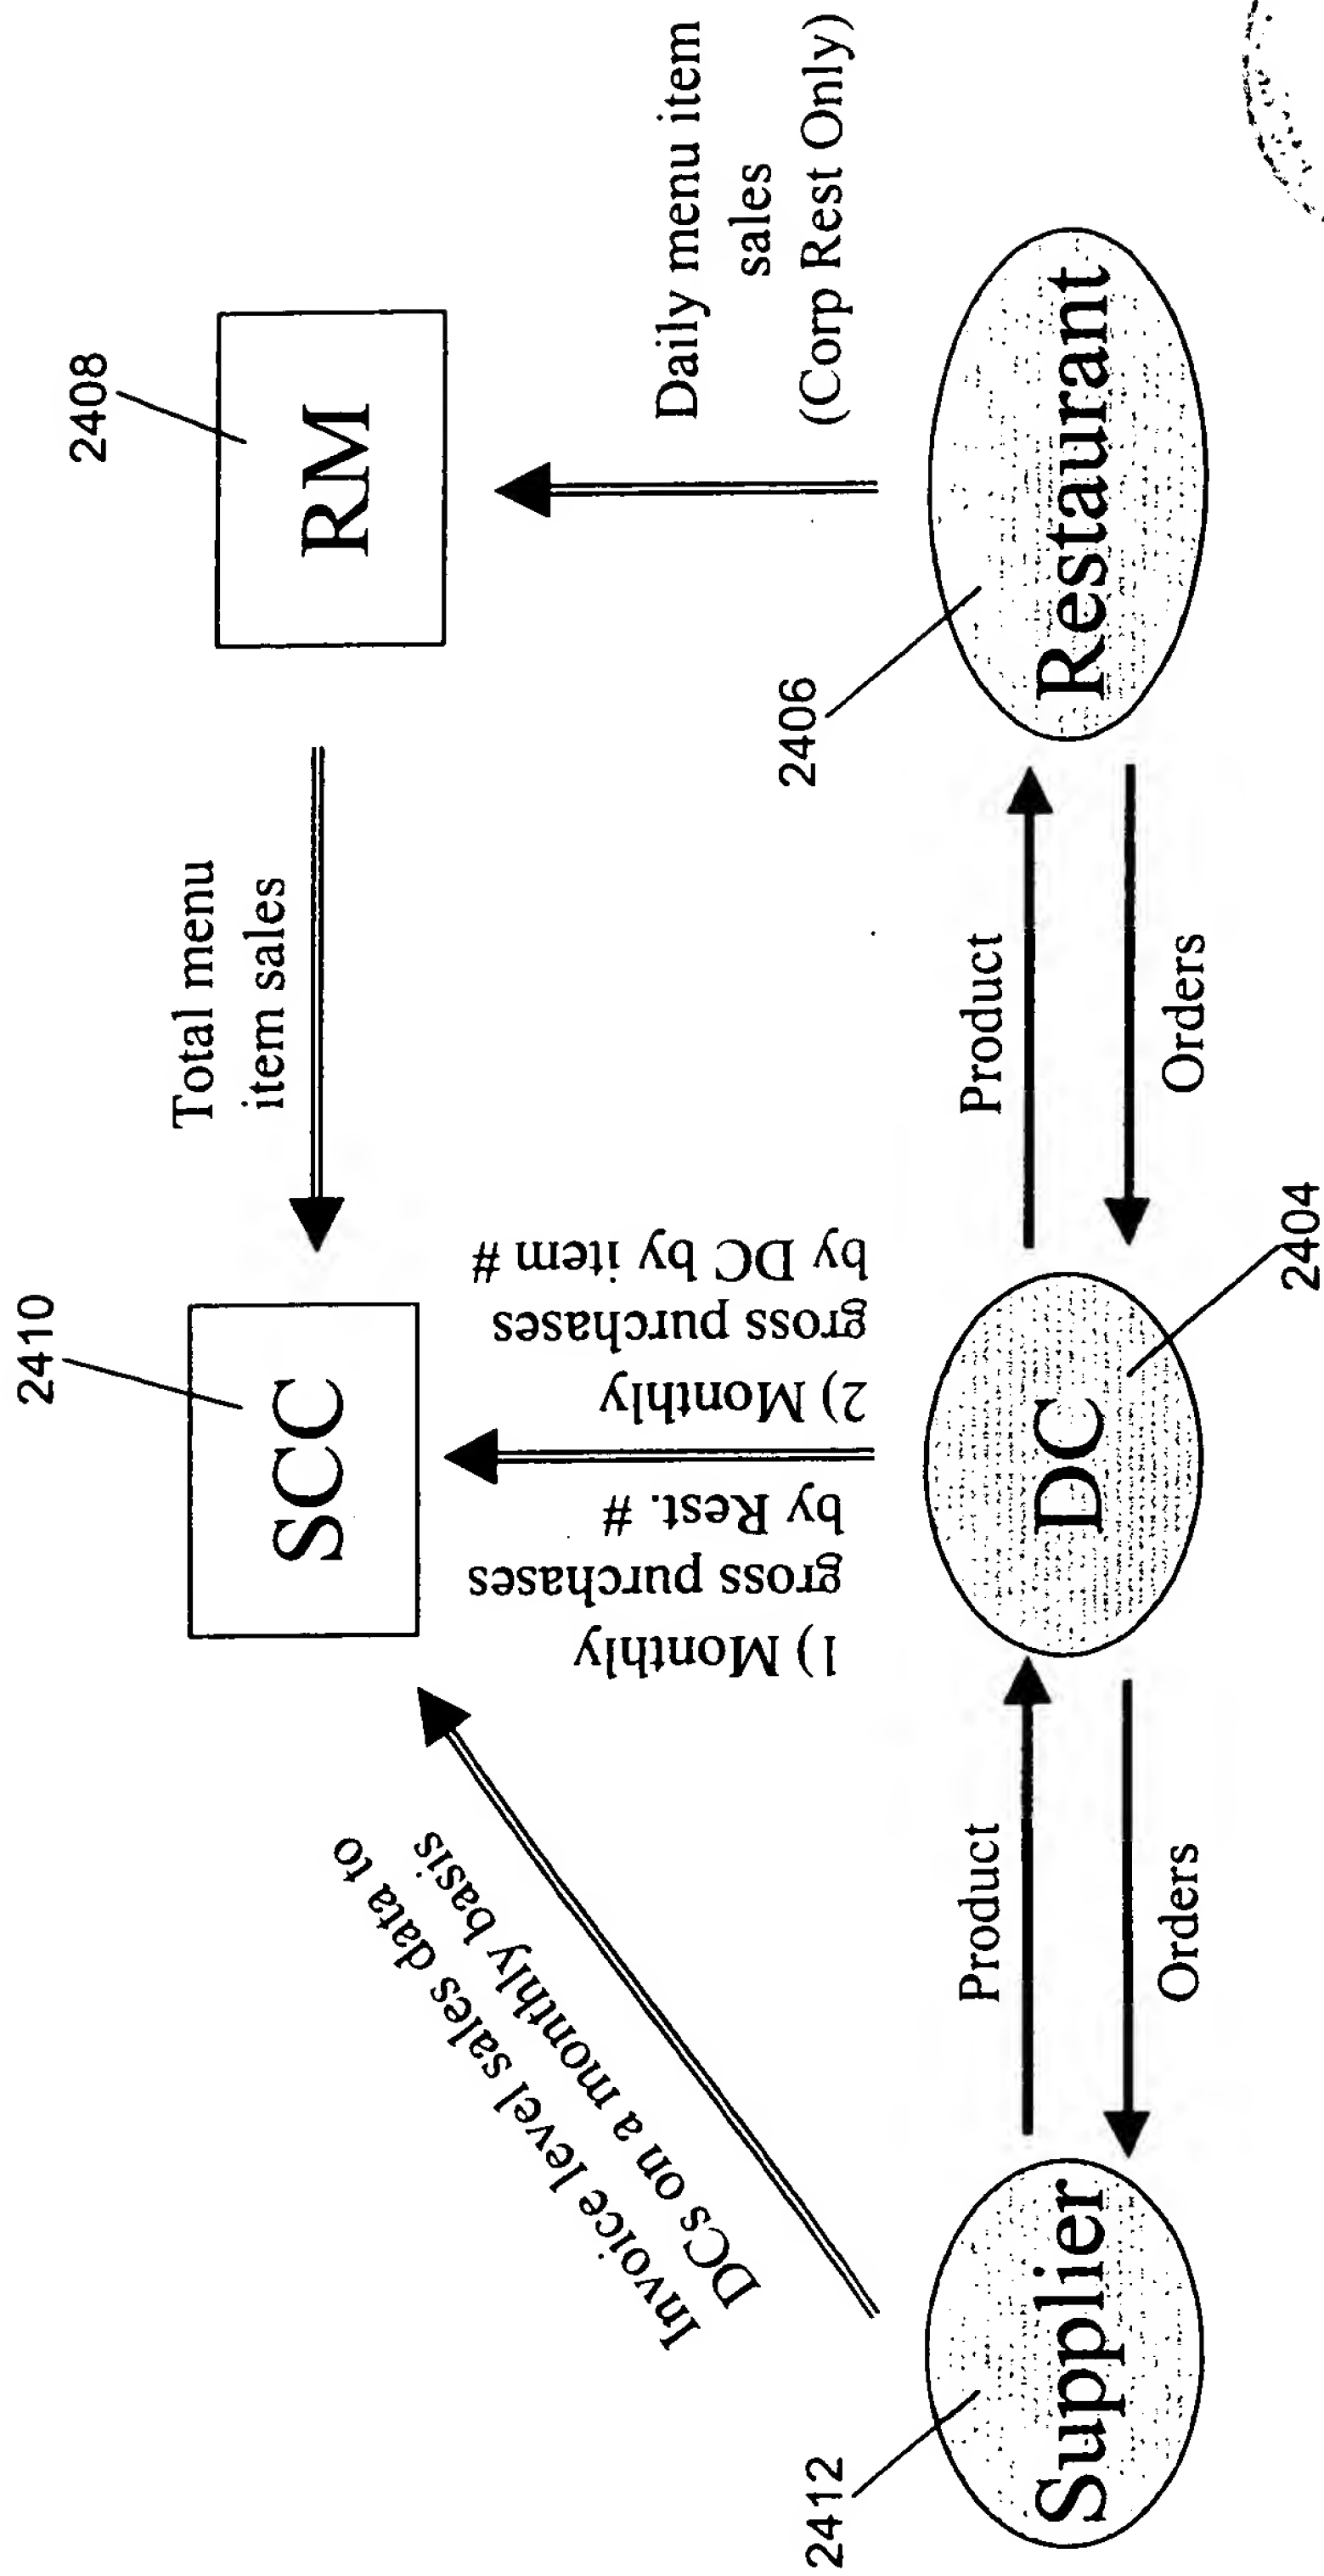 2408
RM
Daily menu item
sales
(Corp Rest Only)
Total menu
item sales
2410
SCC
Invoice level sales data to
DCs on a monthly basis
1) Monthly
gross purchases
by Rest. #
2) Monthly
gross purchases
by DC by item #
2412
Supplier
Product
Orders
DC
2404
Product
Orders
2406
Restaurant